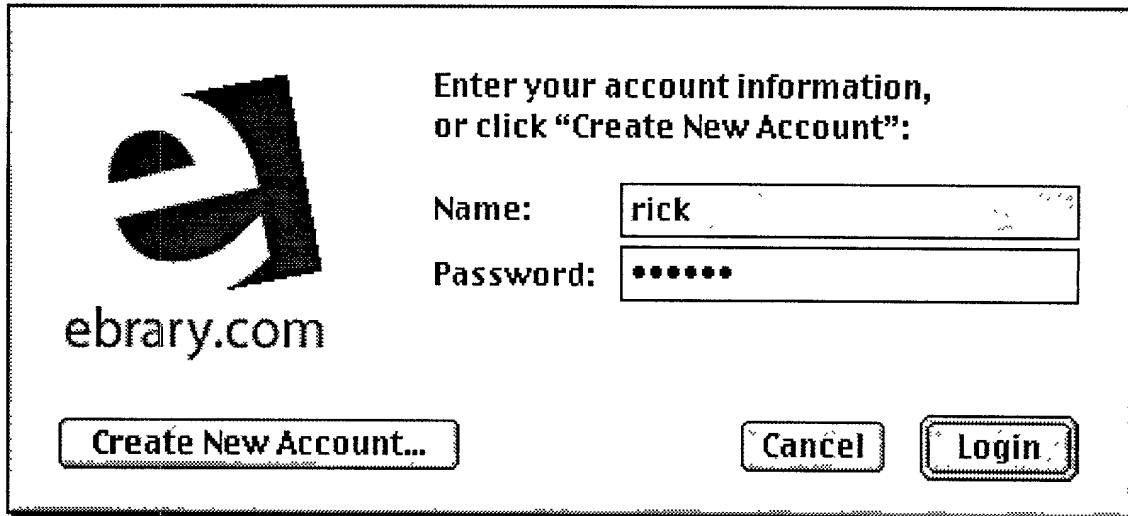 Enter your account information,
or click “Create New Account”:
Name: rick
Password: ••••••
ebrary.com
Create New Account... Cancel Login